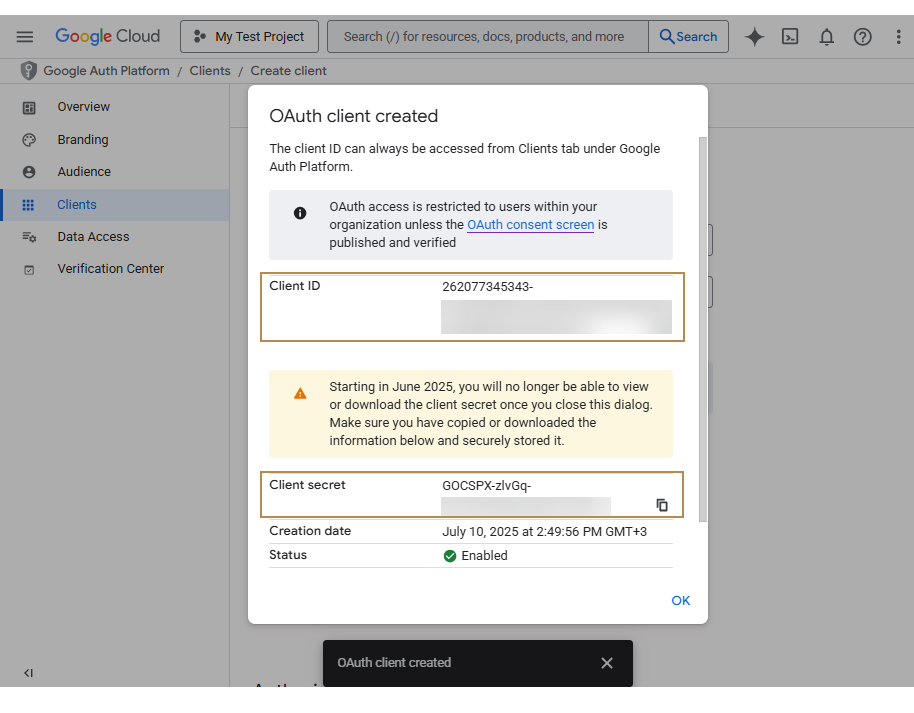 Google Cloud
My Test Project
Search (/) for resources, docs, products, and more
Search
Google Auth Platform / Clients / Create client
Overview
Branding
Audience
Clients
Data Access
Verification Center
OAuth client created
The client ID can always be accessed from Clients tab under Google
Auth Platform.
OAuth access is restricted to users within your
organization unless the OAuth consent screen is
published and verified
Client ID 262077345343-
Starting in June 2025, you will no longer be able to view
or download the client secret once you close this dialog.
Make sure you have copied or downloaded the
information below and securely stored it.
Client secret GOCSPX-zlvGq-
Creation date July 10, 2025 at 2:49:56 PM GMT+3
Status Enabled
OK
OAuth client created